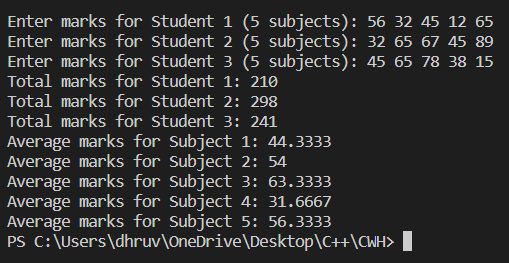 Enter marks for Student 1 (5 subjects): 56 32 45 12 65
Enter marks for Student 2 (5 subjects): 32 65 67 45 89
Enter marks for Student 3 (5 subjects): 45 65 78 38 15
Total marks for Student 1: 210
Total marks for Student 2: 298
Total marks for Student 3: 241
Average marks for Subject 1: 44.3333
Average marks for Subject 2: 54
Average marks for Subject 3: 63.3333
Average marks for Subject 4: 31.6667
Average marks for Subject 5: 56.3333
PS C:\Users\dhruv\OneDrive\Desktop\C++\CWH>